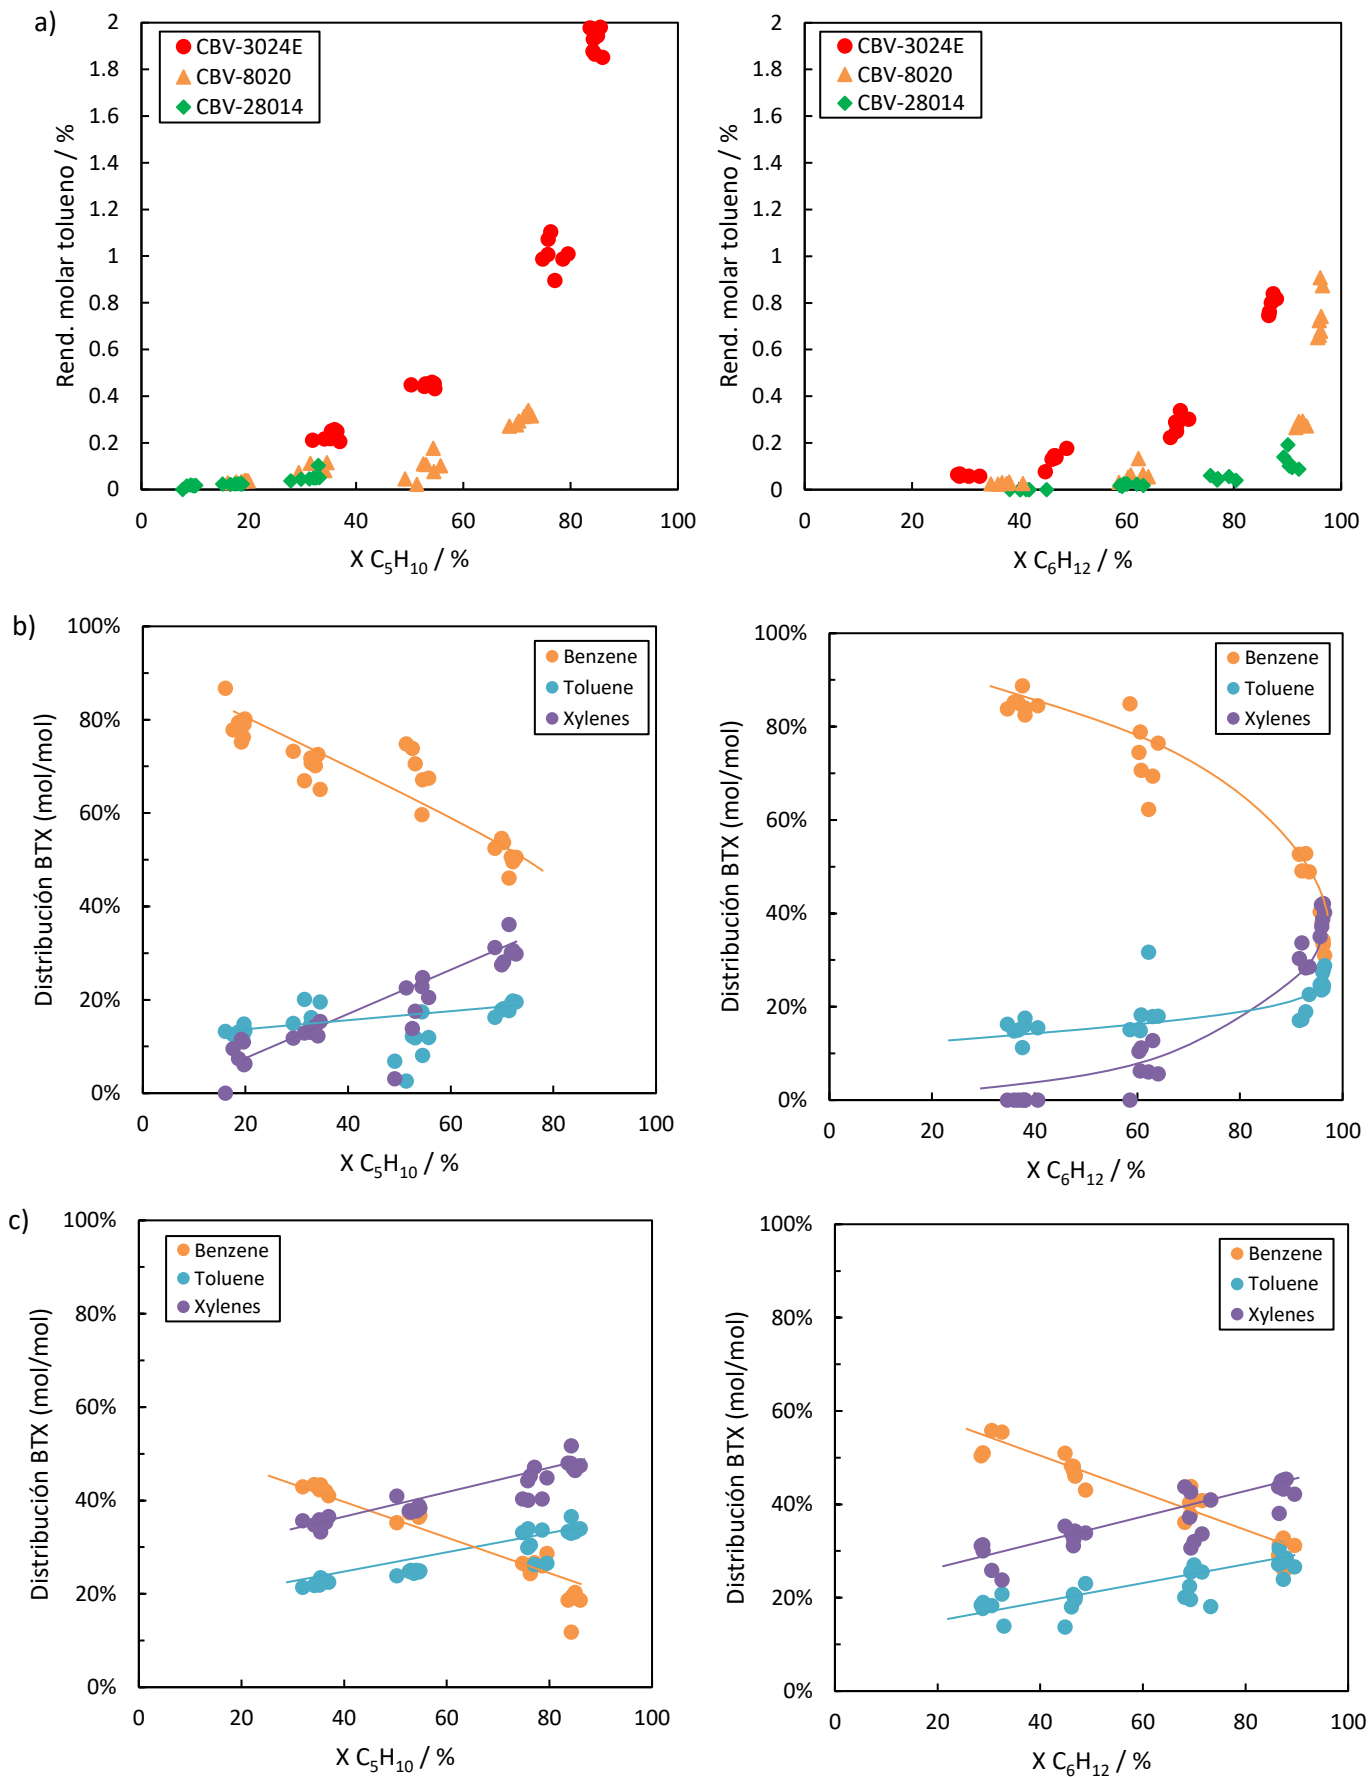 a)
2
1.8
1.6
1.4
1.2
1
0.8
0.6
0.4
0.2
0
0 20 40 60 80 100
Rend. molar tolueno / %
X C₅H₁₀ / %
CBV-3024E
CBV-8020
CBV-28014
2
1.8
1.6
1.4
1.2
1
0.8
0.6
0.4
0.2
0
0 20 40 60 80 100
Rend. molar tolueno / %
X C₆H₁₂ / %
CBV-3024E
CBV-8020
CBV-28014
b)
100%
80%
60%
40%
20%
0%
0 20 40 60 80 100
Distribución BTX (mol/mol)
X C₅H₁₀ / %
Benzene
Toluene
Xylenes
100%
80%
60%
40%
20%
0%
0 20 40 60 80 100
Distribución BTX (mol/mol)
X C₆H₁₂ / %
Benzene
Toluene
Xylenes
c)
100%
80%
60%
40%
20%
0%
0 20 40 60 80 100
Distribución BTX (mol/mol)
X C₅H₁₀ / %
Benzene
Toluene
Xylenes
100%
80%
60%
40%
20%
0%
0 20 40 60 80 100
Distribución BTX (mol/mol)
X C₆H₁₂ / %
Benzene
Toluene
Xylenes